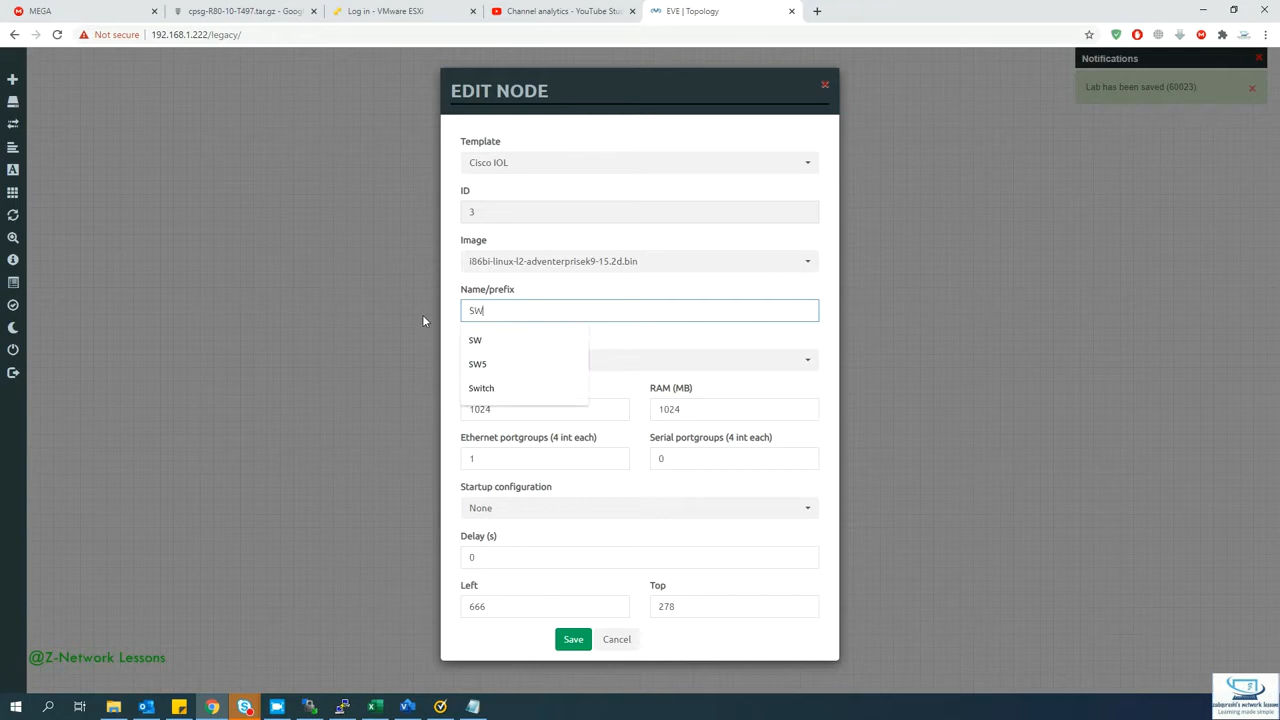 MEGA
cpsg-R80-10-T497.tar.gz - Googl
Log in - VMware ESXi
Channel analytics - YouTube Stu
EVE | Topology
Not secure
192.168.1.222/legacy/
Notifications
Lab has been saved (60023)
EDIT NODE
Template
Cisco IOL
ID
3
Image
i86bi-linux-l2-adventerprisek9-15.2d.bin
Name/prefix
SW
SW
SW5
Switch
RAM (MB)
1024
1024
Ethernet portgroups (4 int each)
Serial portgroups (4 int each)
1
0
Startup configuration
None
Delay (s)
0
Left
Top
666
278
Save
Cancel
@Z-Network Lessons
Learning made simple